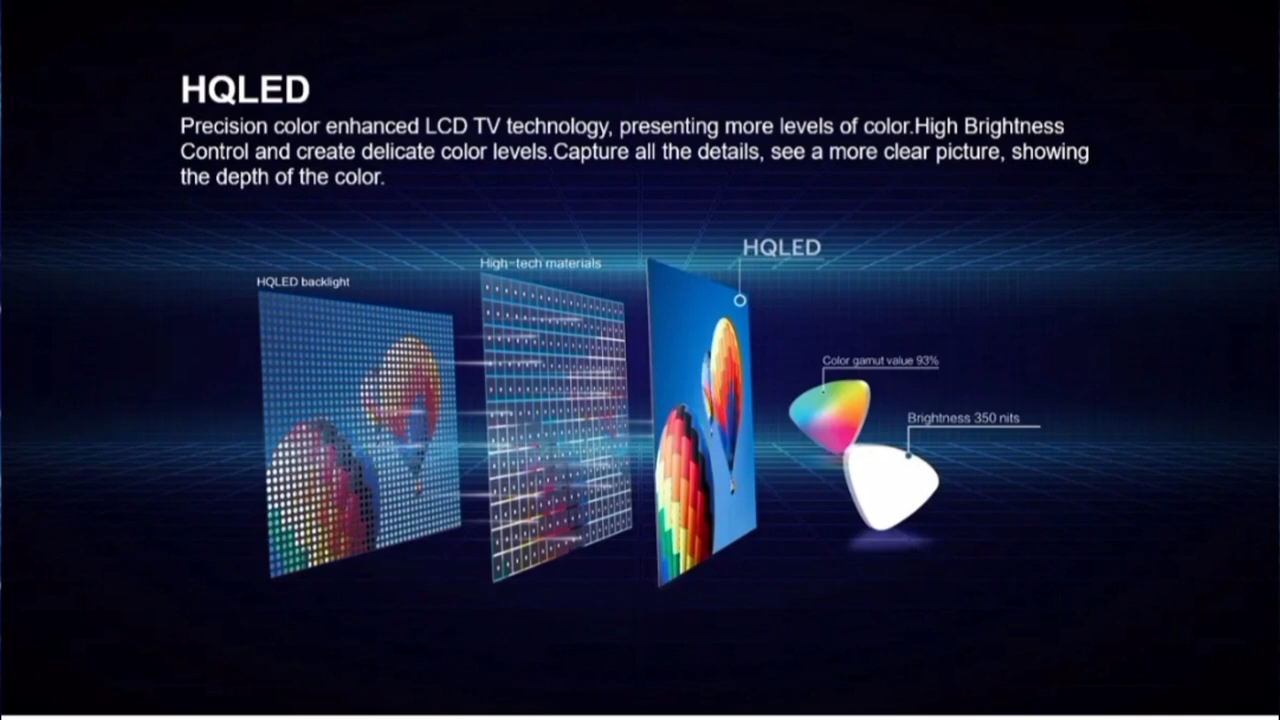 HQLED
Precision color enhanced LCD TV technology, presenting more levels of color.High Brightness
Control and create delicate color levels.Capture all the details, see a more clear picture, showing
the depth of the color.
HQLED
High-tech materials
HQLED backlight
Color gamut value 93%
Brightness 350 nits